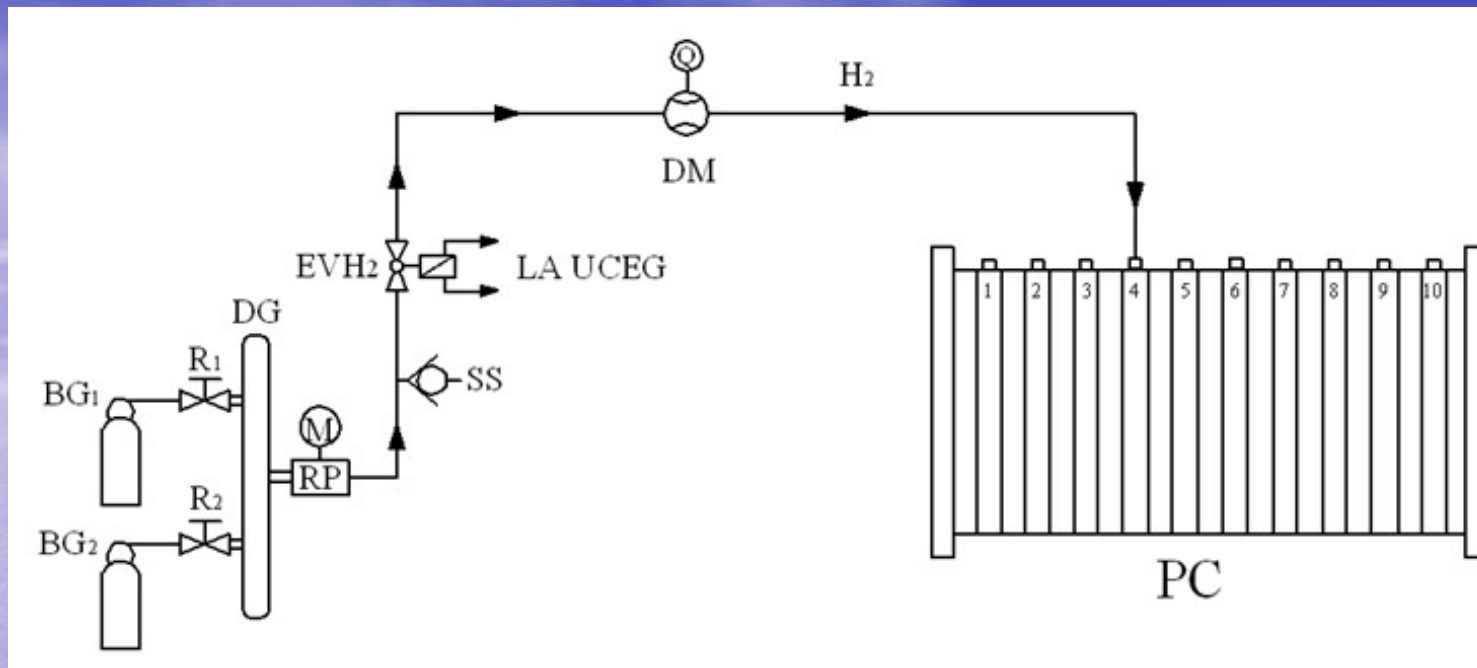 Q
H₂
DM
EVH₂
LA UCEG
DG
R₁
BG₁
SS
M
RP
R₂
BG₂
1 2 3 4 5 6 7 8 9 10
PC